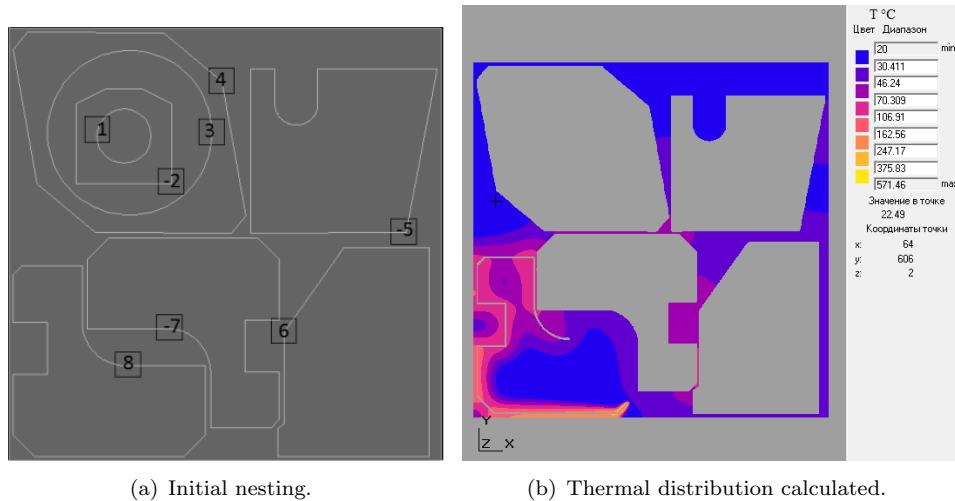 1
4
3
-2
-5
6
-7
8
Y
Z X
T °C
Цвет Диапазон
20 min
30.411
46.24
70.309
106.91
162.56
247.17
375.83
571.46 max
Значение в точке
22.49
Координаты точки
x: 64
y: 606
z: 2
(a) Initial nesting.
(b) Thermal distribution calculated.